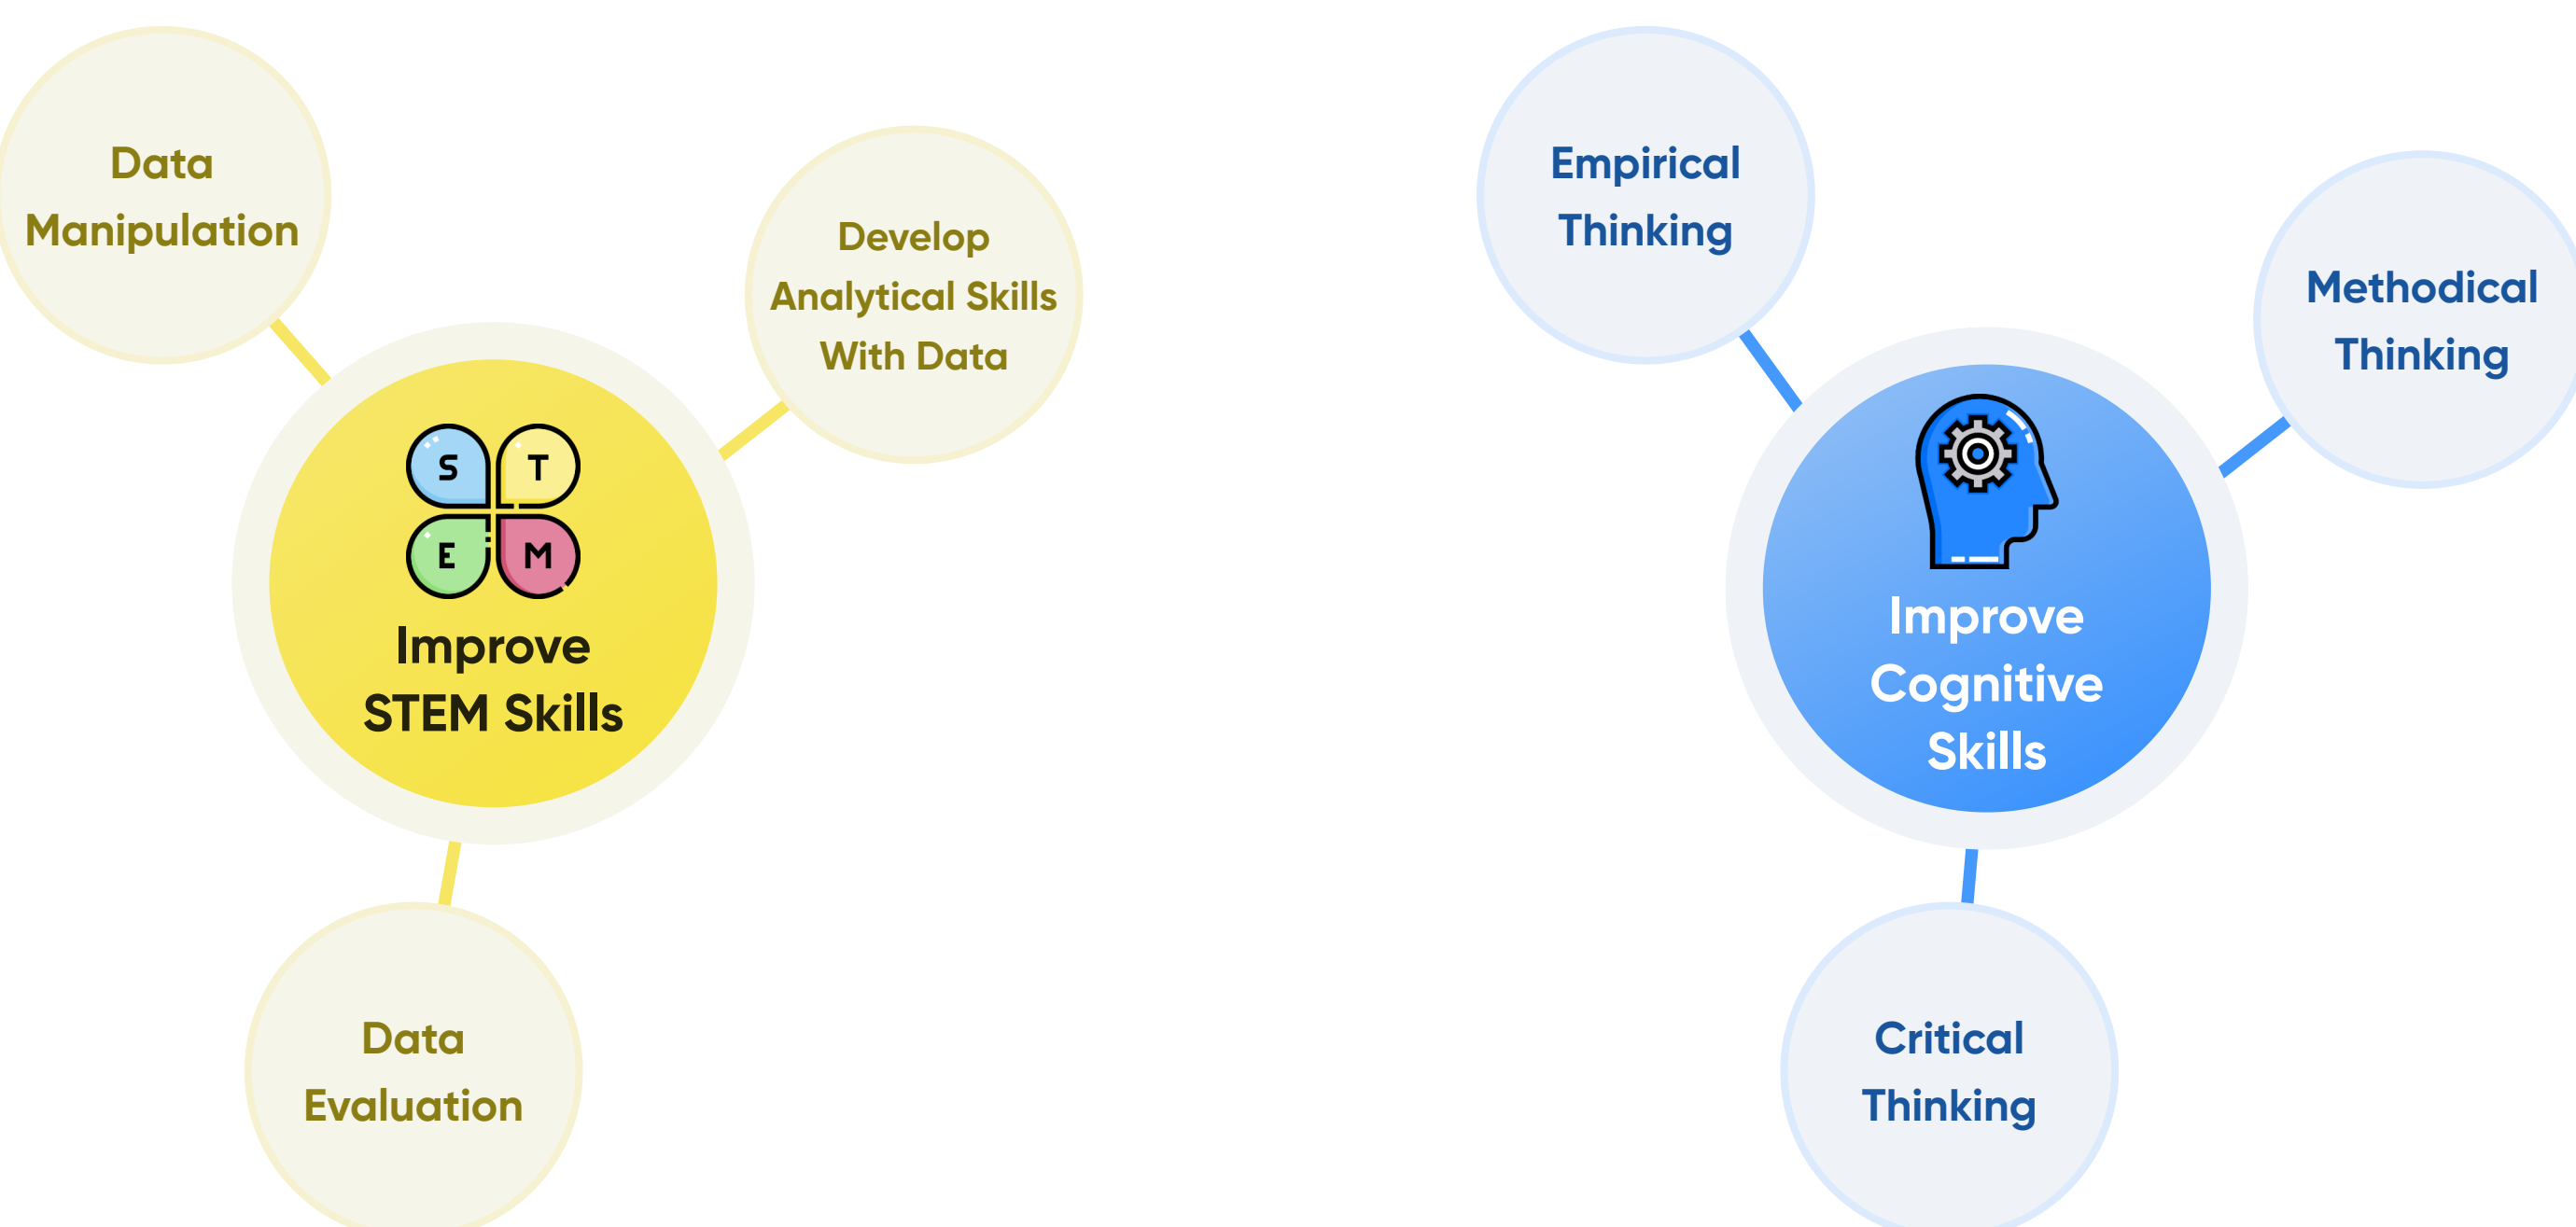 Data
Manipulation
Develop
Analytical Skills
With Data
S T
E M
Improve
STEM Skills
Data
Evaluation
Empirical
Thinking
Methodical
Thinking
Improve
Cognitive
Skills
Critical
Thinking